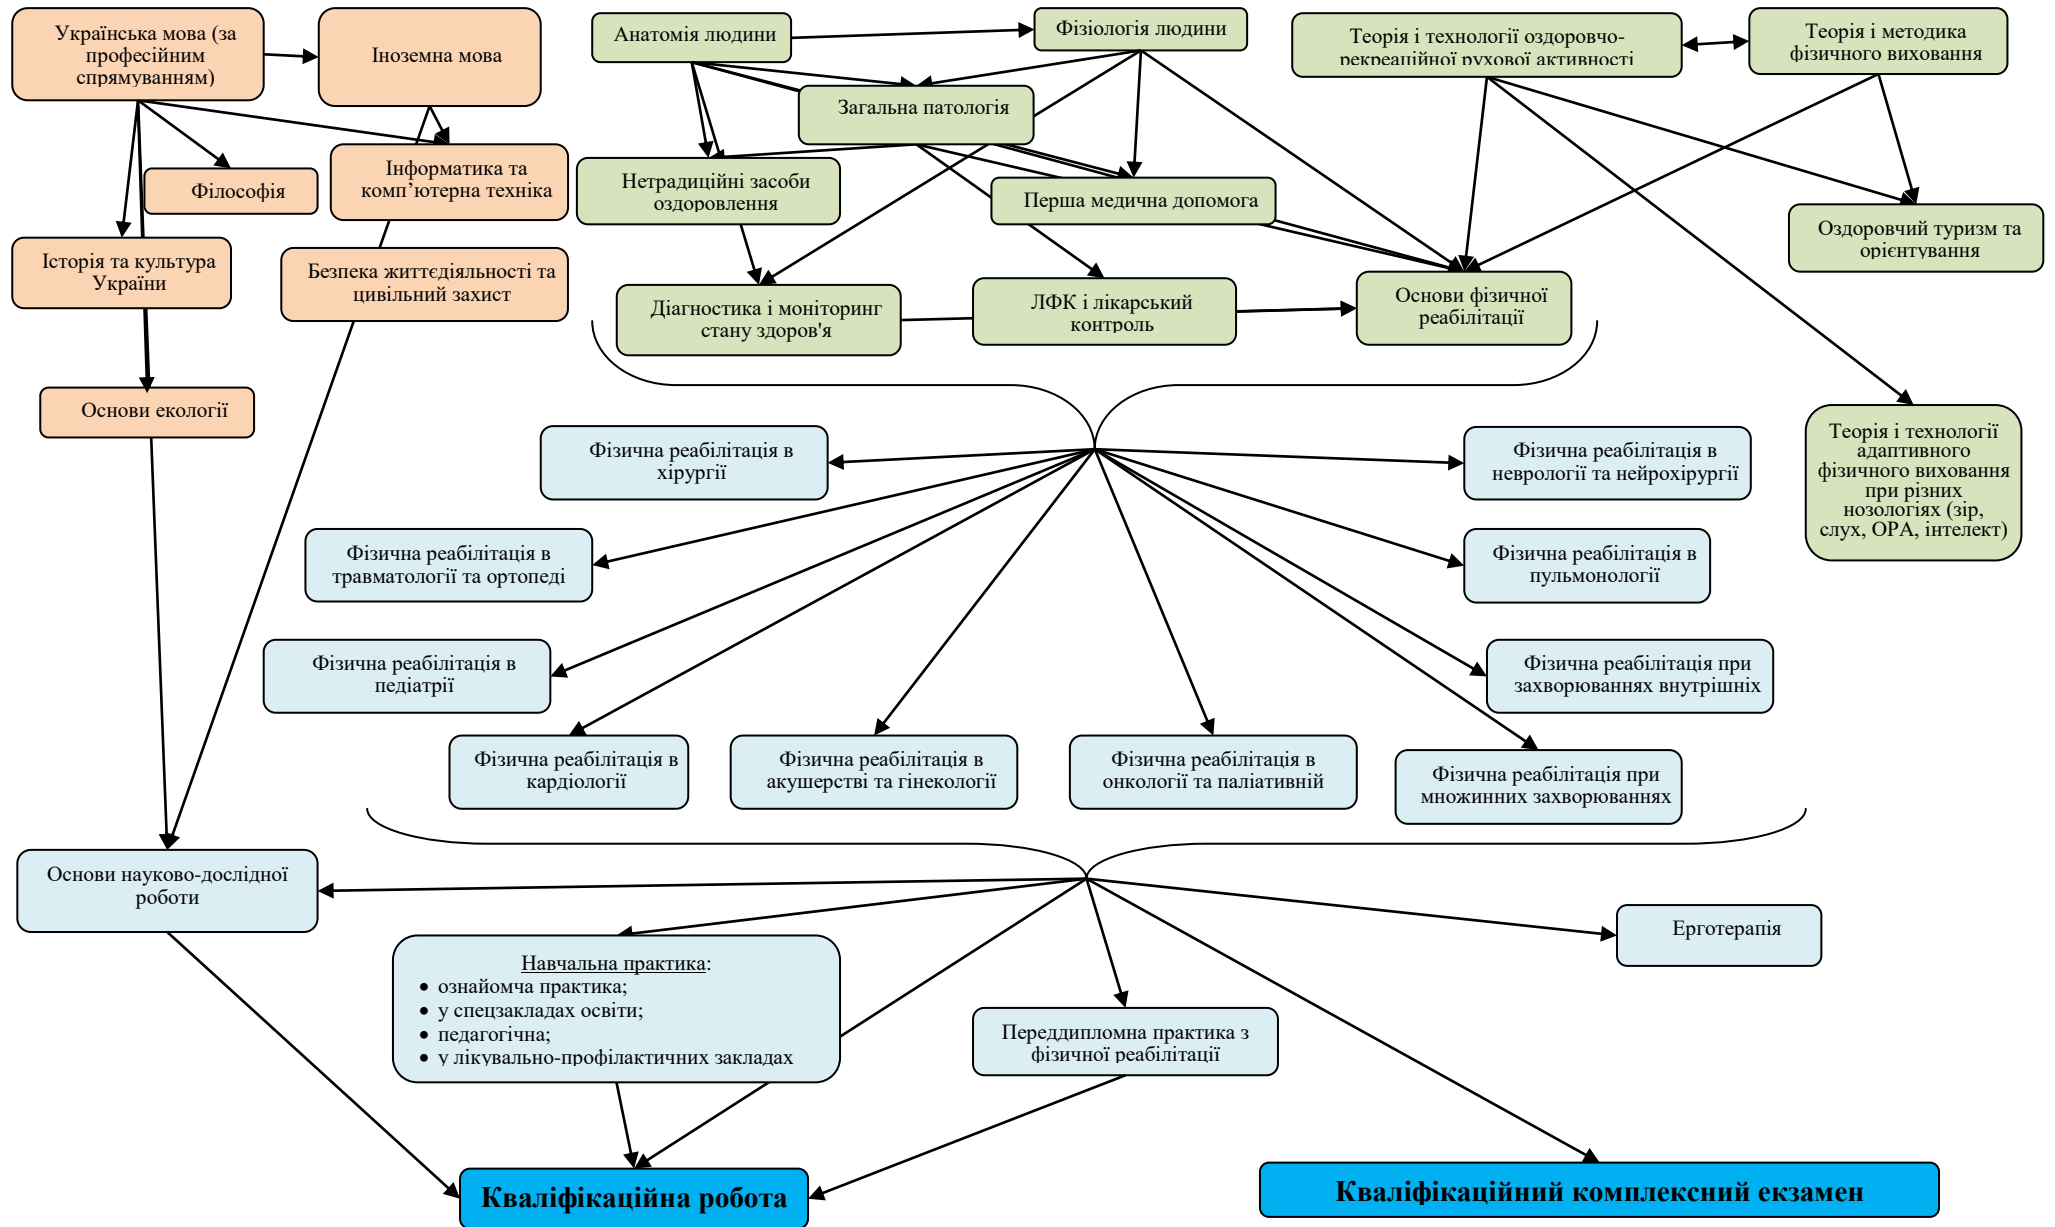 Українська мова (за
професійним
спрямуванням)
Іноземна мова
Анатомія людини
Фізіологія людини
Теорія і технології оздоровчо-
рекреаційної рухової активності
Теорія і методика
фізичного виховання
Загальна патологія
Інформатика та
комп’ютерна техніка
Філософія
Нетрадиційні засоби
оздоровлення
Перша медична допомога
Оздоровчий туризм та
орієнтування
Історія та культура
України
Безпека життєдіяльності та
цивільний захист
Діагностика і моніторинг
стану здоров'я
ЛФК і лікарський
контроль
Основи фізичної
реабілітації
Основи екології
Фізична реабілітація в
хірургії
Фізична реабілітація в
неврології та нейрохірургії
Теорія і технології
адаптивного
фізичного виховання
при різних
нозологіях (зір,
слух, ОРА, інтелект)
Фізична реабілітація в
травматології та ортопеді
Фізична реабілітація в
пульмонології
Фізична реабілітація в
педіатрії
Фізична реабілітація при
захворюваннях внутрішніх
Фізична реабілітація в
кардіології
Фізична реабілітація в
акушерстві та гінекології
Фізична реабілітація в
онкології та паліативній
Фізична реабілітація при
множинних захворюваннях
Основи науково-дослідної
роботи
Ерготерапія
Навчальна практика:
• ознайомча практика;
• у спецзакладах освіти;
• педагогічна;
• у лікувально-профілактичних закладах
Переддипломна практика з
фізичної реабілітації
Кваліфікаційна робота
Кваліфікаційний комплексний екзамен